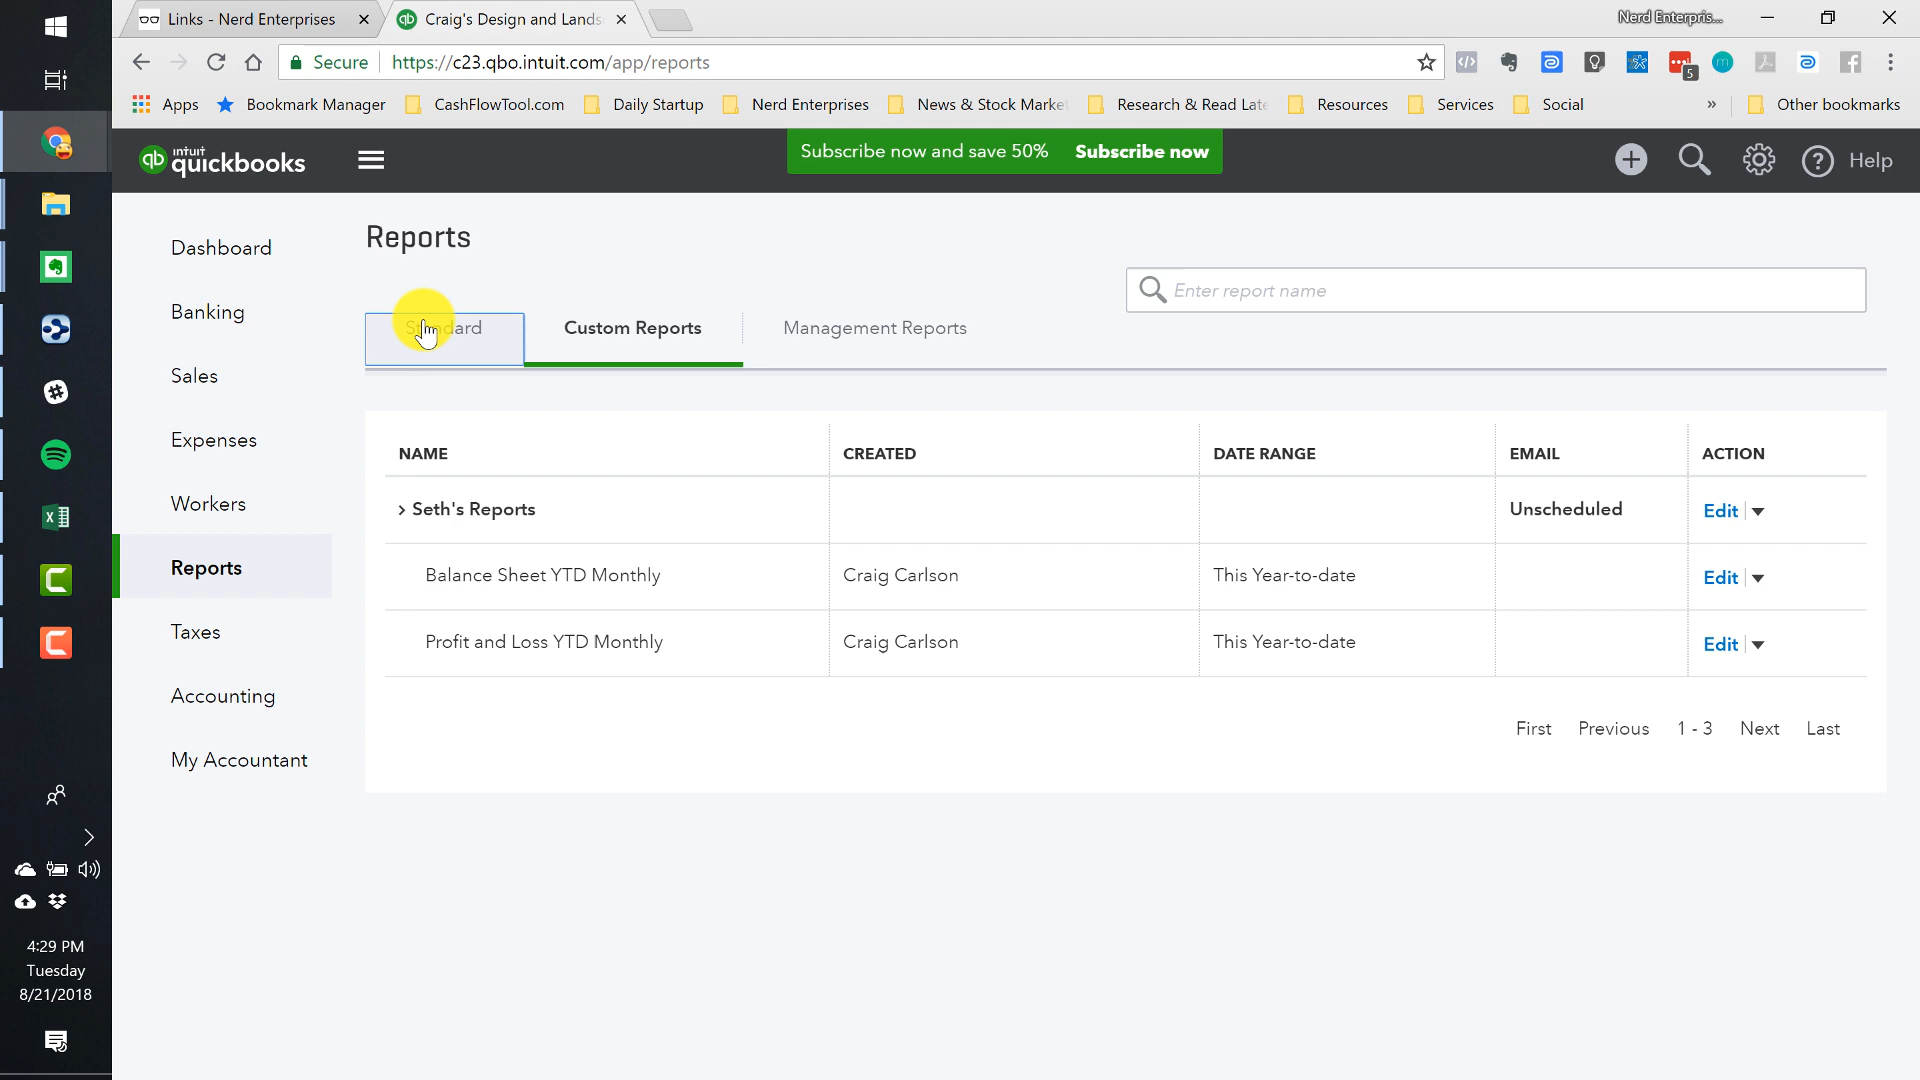 Links - Nerd Enterprises
Craig's Design and Lands
Nerd Enterpris...
Secure
https://c23.qbo.intuit.com/app/reports
5
Apps
Bookmark Manager
CashFlowTool.com
Daily Startup
Nerd Enterprises
News & Stock Market
Research & Read Late
Resources
Services
Social
»
Other bookmarks
qb intuit quickbooks
Subscribe now and save 50% Subscribe now
Help
Dashboard
Banking
Sales
Expenses
Workers
Reports
Taxes
Accounting
My Accountant
Reports
Enter report name
Standard
Custom Reports
Management Reports
NAME CREATED DATE RANGE EMAIL ACTION
Seth's Reports Unscheduled Edit
Balance Sheet YTD Monthly Craig Carlson This Year-to-date Edit
Profit and Loss YTD Monthly Craig Carlson This Year-to-date Edit
First Previous 1 - 3 Next Last
4:29 PM
Tuesday
8/21/2018